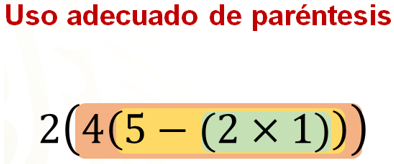 Uso adecuado de paréntesis
2(4(5 − (2 × 1)))